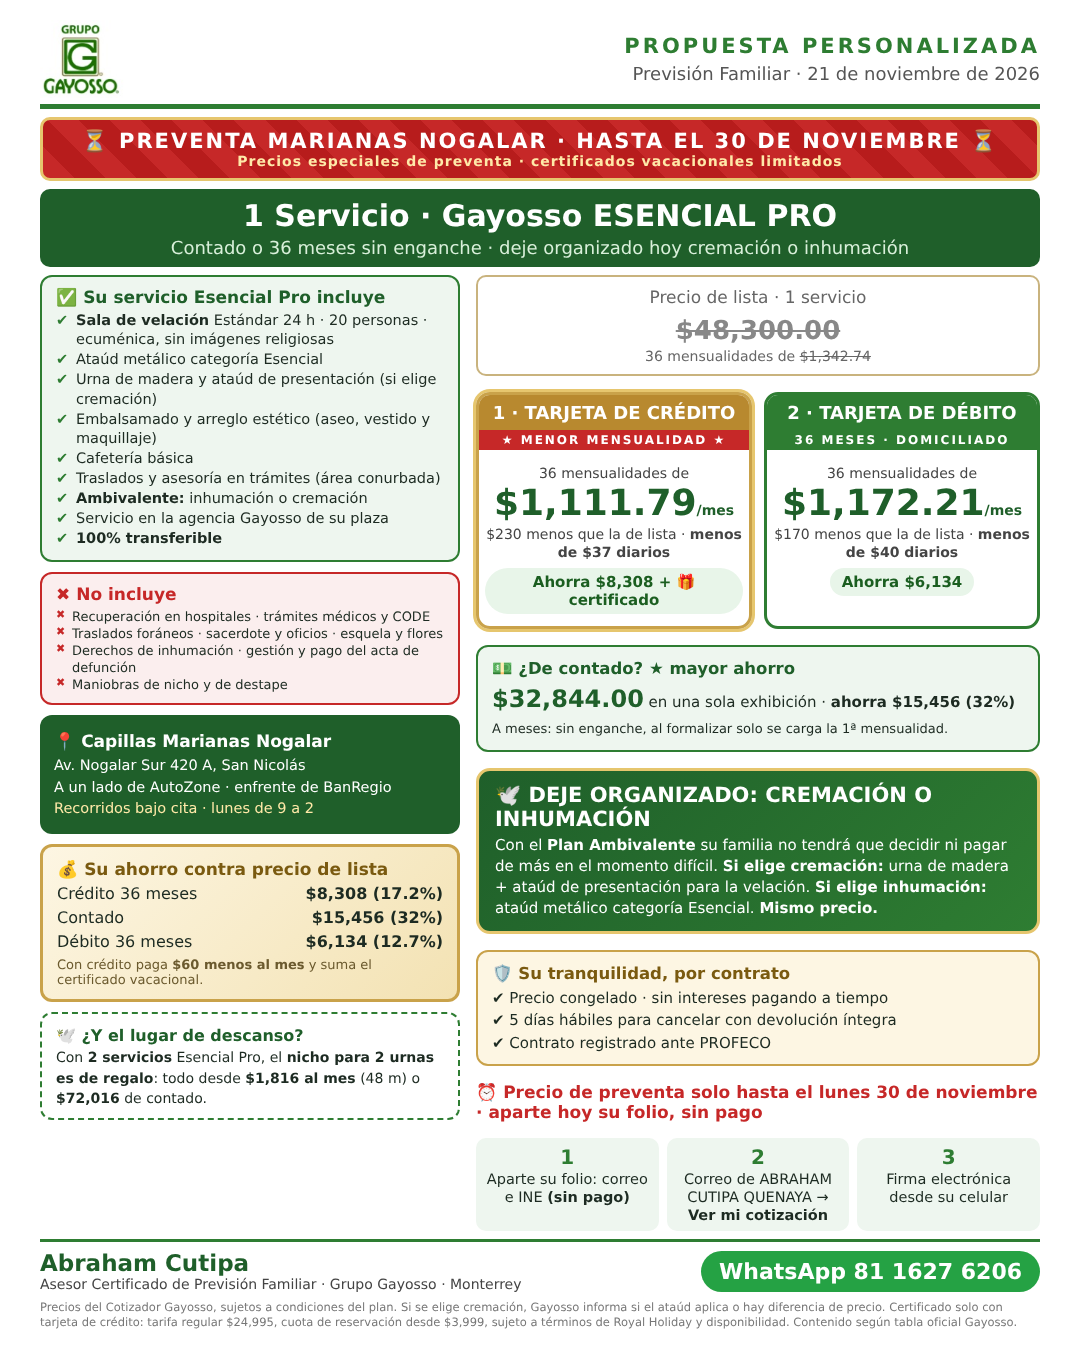 GRUPO
G
GAYOSSO
PROPUESTA PERSONALIZADA
Previsión Familiar · 21 de noviembre de 2026
⏳ PREVENTA MARIANAS NOGALAR · HASTA EL 30 DE NOVIEMBRE ⏳
Precios especiales de preventa · certificados vacacionales limitados
1 Servicio · Gayosso ESENCIAL PRO
Contado o 36 meses sin enganche · deje organizado hoy cremación o inhumación
✅ Su servicio Esencial Pro incluye
✔ Sala de velación Estándar 24 h · 20 personas ·
ecuménica, sin imágenes religiosas
✔ Ataúd metálico categoría Esencial
✔ Urna de madera y ataúd de presentación (si elige
cremación)
✔ Embalsamado y arreglo estético (aseo, vestido y
maquillaje)
✔ Cafetería básica
✔ Traslados y asesoría en trámites (área conurbada)
✔ Ambivalente: inhumación o cremación
✔ Servicio en la agencia Gayosso de su plaza
✔ 100% transferible
✖ No incluye
✖ Recuperación en hospitales · trámites médicos y CODE
✖ Traslados foráneos · sacerdote y oficios · esquela y flores
✖ Derechos de inhumación · gestión y pago del acta de
defunción
✖ Maniobras de nicho y de destape
📍 Capillas Marianas Nogalar
Av. Nogalar Sur 420 A, San Nicolás
A un lado de AutoZone · enfrente de BanRegio
Recorridos bajo cita · lunes de 9 a 2
💰 Su ahorro contra precio de lista
Crédito 36 meses $8,308 (17.2%)
Contado $15,456 (32%)
Débito 36 meses $6,134 (12.7%)
Con crédito paga $60 menos al mes y suma el
certificado vacacional.
🕊️ ¿Y el lugar de descanso?
Con 2 servicios Esencial Pro, el nicho para 2 urnas
es de regalo: todo desde $1,816 al mes (48 m) o
$72,016 de contado.
Precio de lista · 1 servicio
$48,300.00
36 mensualidades de $1,342.74
1 · TARJETA DE CRÉDITO
★ MENOR MENSUALIDAD ★
36 mensualidades de
$1,111.79/mes
$230 menos que la de lista · menos
de $37 diarios
Ahorra $8,308 + 🎁
certificado
2 · TARJETA DE DÉBITO
36 MESES · DOMICILIADO
36 mensualidades de
$1,172.21/mes
$170 menos que la de lista · menos
de $40 diarios
Ahorra $6,134
💵 ¿De contado? ★ mayor ahorro
$32,844.00 en una sola exhibición · ahorra $15,456 (32%)
A meses: sin enganche, al formalizar solo se carga la 1ª mensualidad.
🕊️ DEJE ORGANIZADO: CREMACIÓN O
INHUMACIÓN
Con el Plan Ambivalente su familia no tendrá que decidir ni pagar
de más en el momento difícil. Si elige cremación: urna de madera
+ ataúd de presentación para la velación. Si elige inhumación:
ataúd metálico categoría Esencial. Mismo precio.
🛡️ Su tranquilidad, por contrato
✔ Precio congelado · sin intereses pagando a tiempo
✔ 5 días hábiles para cancelar con devolución íntegra
✔ Contrato registrado ante PROFECO
⏰ Precio de preventa solo hasta el lunes 30 de noviembre
· aparte hoy su folio, sin pago
1
Aparte su folio: correo
e INE (sin pago)
2
Correo de ABRAHAM
CUTIPA QUENAYA →
Ver mi cotización
3
Firma electrónica
desde su celular
Abraham Cutipa
Asesor Certificado de Previsión Familiar · Grupo Gayosso · Monterrey
WhatsApp 81 1627 6206
Precios del Cotizador Gayosso, sujetos a condiciones del plan. Si se elige cremación, Gayosso informa si el ataúd aplica o hay diferencia de precio. Certificado solo con
tarjeta de crédito: tarifa regular $24,995, cuota de reservación desde $3,999, sujeto a términos de Royal Holiday y disponibilidad. Contenido según tabla oficial Gayosso.